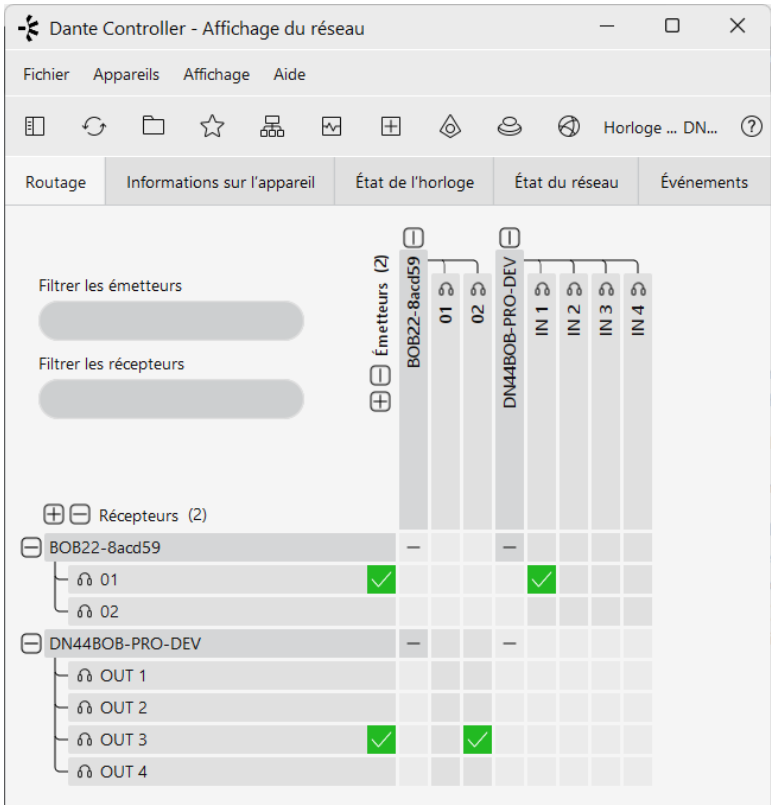 Dante Controller - Affichage du réseau
Fichier Appareils Affichage Aide
Horloge ... DN...
Routage Informations sur l'appareil État de l'horloge État du réseau Événements
Filtrer les émetteurs
Filtrer les récepteurs
Émetteurs (2)
BOB22-8acd59
01
02
DN44BOB-PRO-DEV
IN 1
IN 2
IN 3
IN 4
Récepteurs (2)
BOB22-8acd59
01
02
DN44BOB-PRO-DEV
OUT 1
OUT 2
OUT 3
OUT 4